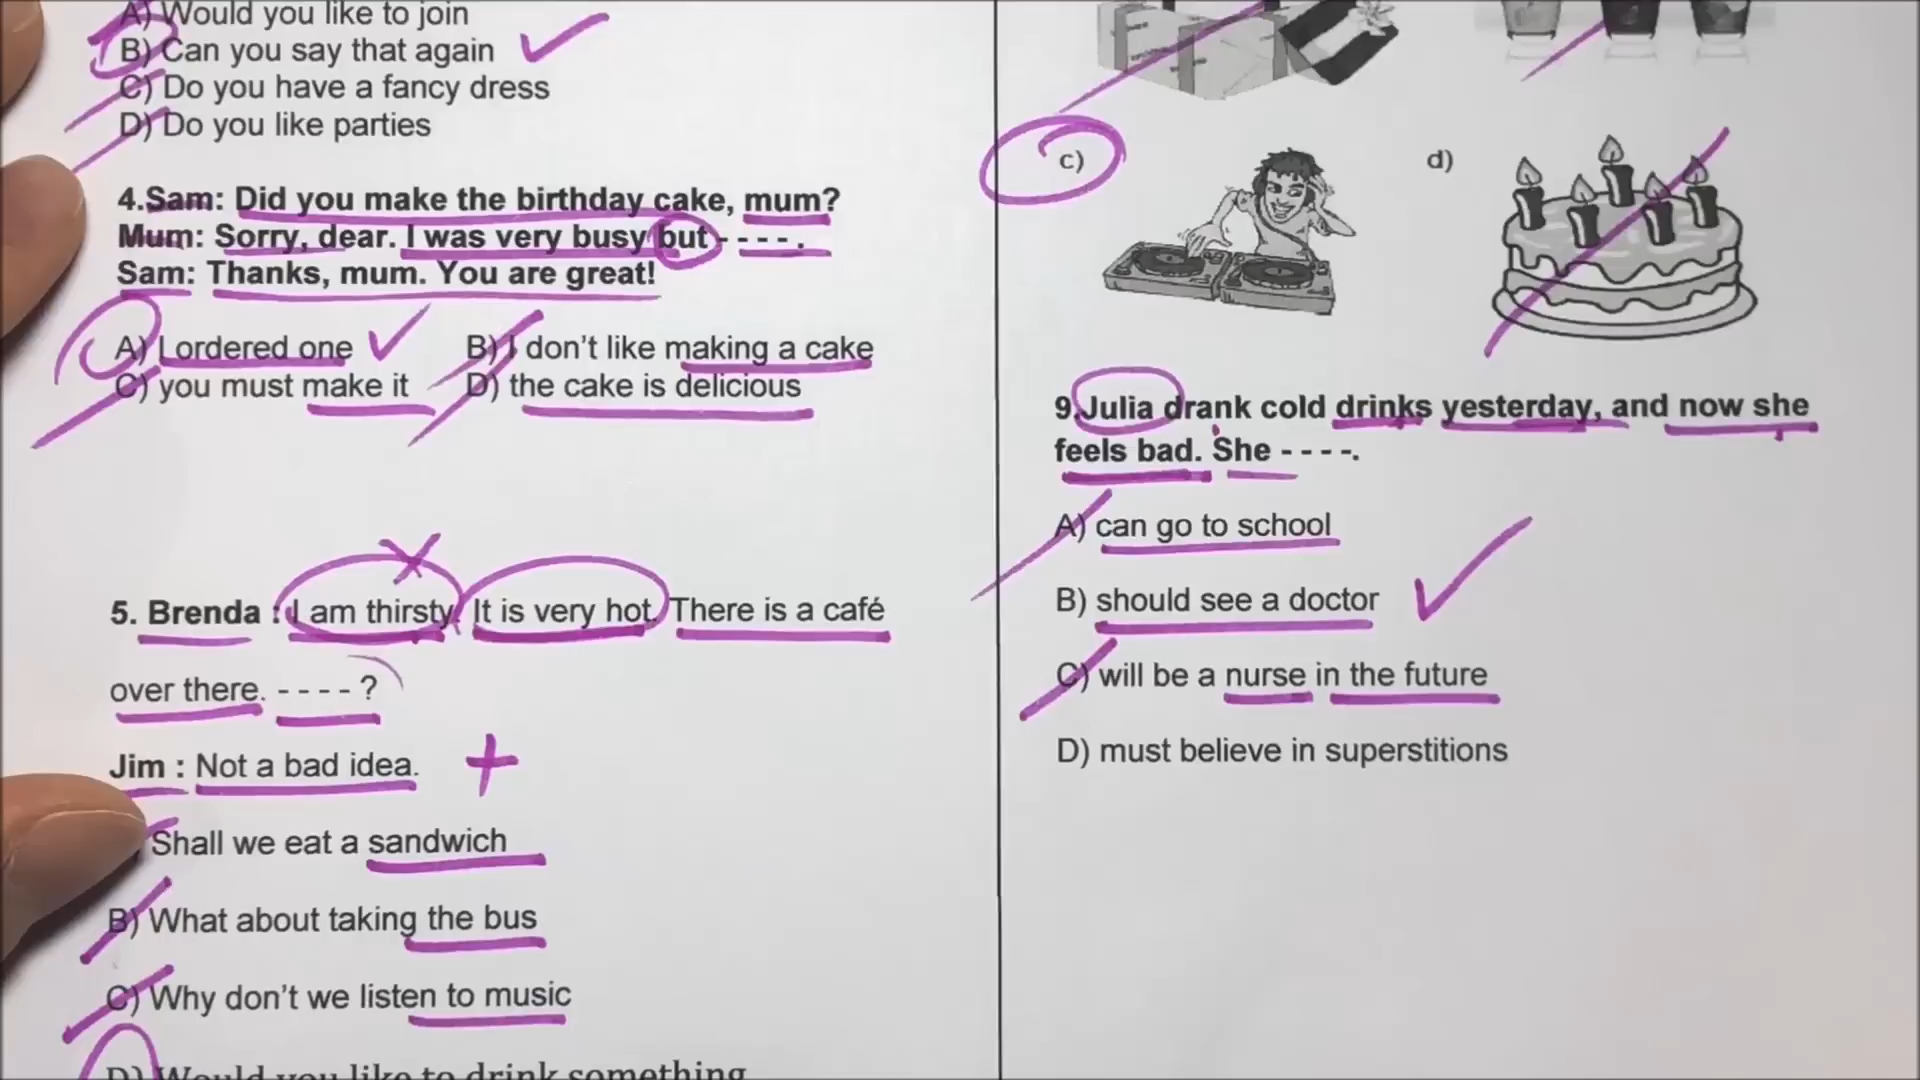 A) Would you like to join
B) Can you say that again
C) Do you have a fancy dress
D) Do you like parties
4.Sam: Did you make the birthday cake, mum?
Mum: Sorry, dear. I was very busy but - - - - .
Sam: Thanks, mum. You are great!
A) I ordered one
B) I don't like making a cake
C) you must make it
D) the cake is delicious
5. Brenda : I am thirsty. It is very hot. There is a café
over there. - - - - ?
Jim : Not a bad idea.
Shall we eat a sandwich
B) What about taking the bus
C) Why don't we listen to music
D) Would you like to drink something
c)
d)
9.Julia drank cold drinks yesterday, and now she
feels bad. She - - - -.
A) can go to school
B) should see a doctor
C) will be a nurse in the future
D) must believe in superstitions